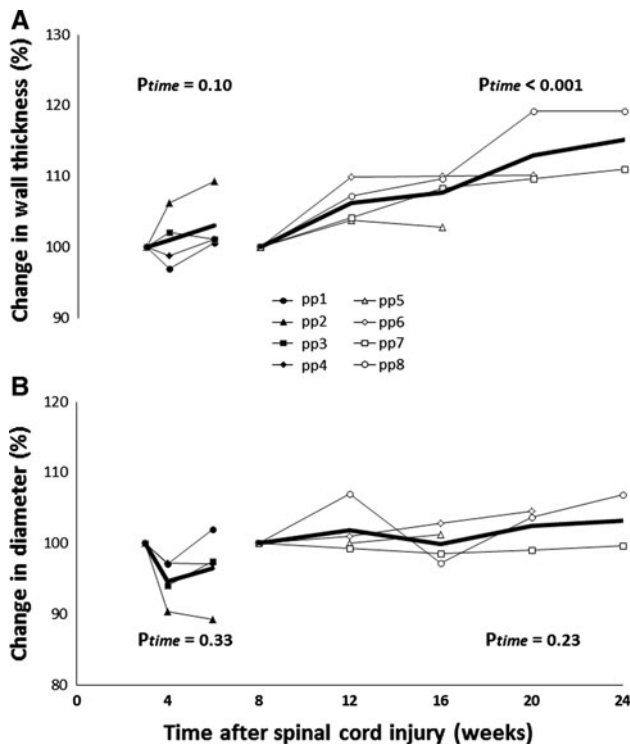 A
Change in wall thickness (%)
130
120
110
100
90
Ptime = 0.10
Ptime < 0.001
pp1
pp2
pp3
pp4
pp5
pp6
pp7
pp8
B
Change in diameter (%)
120
110
100
90
80
Ptime = 0.33
Ptime = 0.23
0 4 8 12 16 20 24
Time after spinal cord injury (weeks)